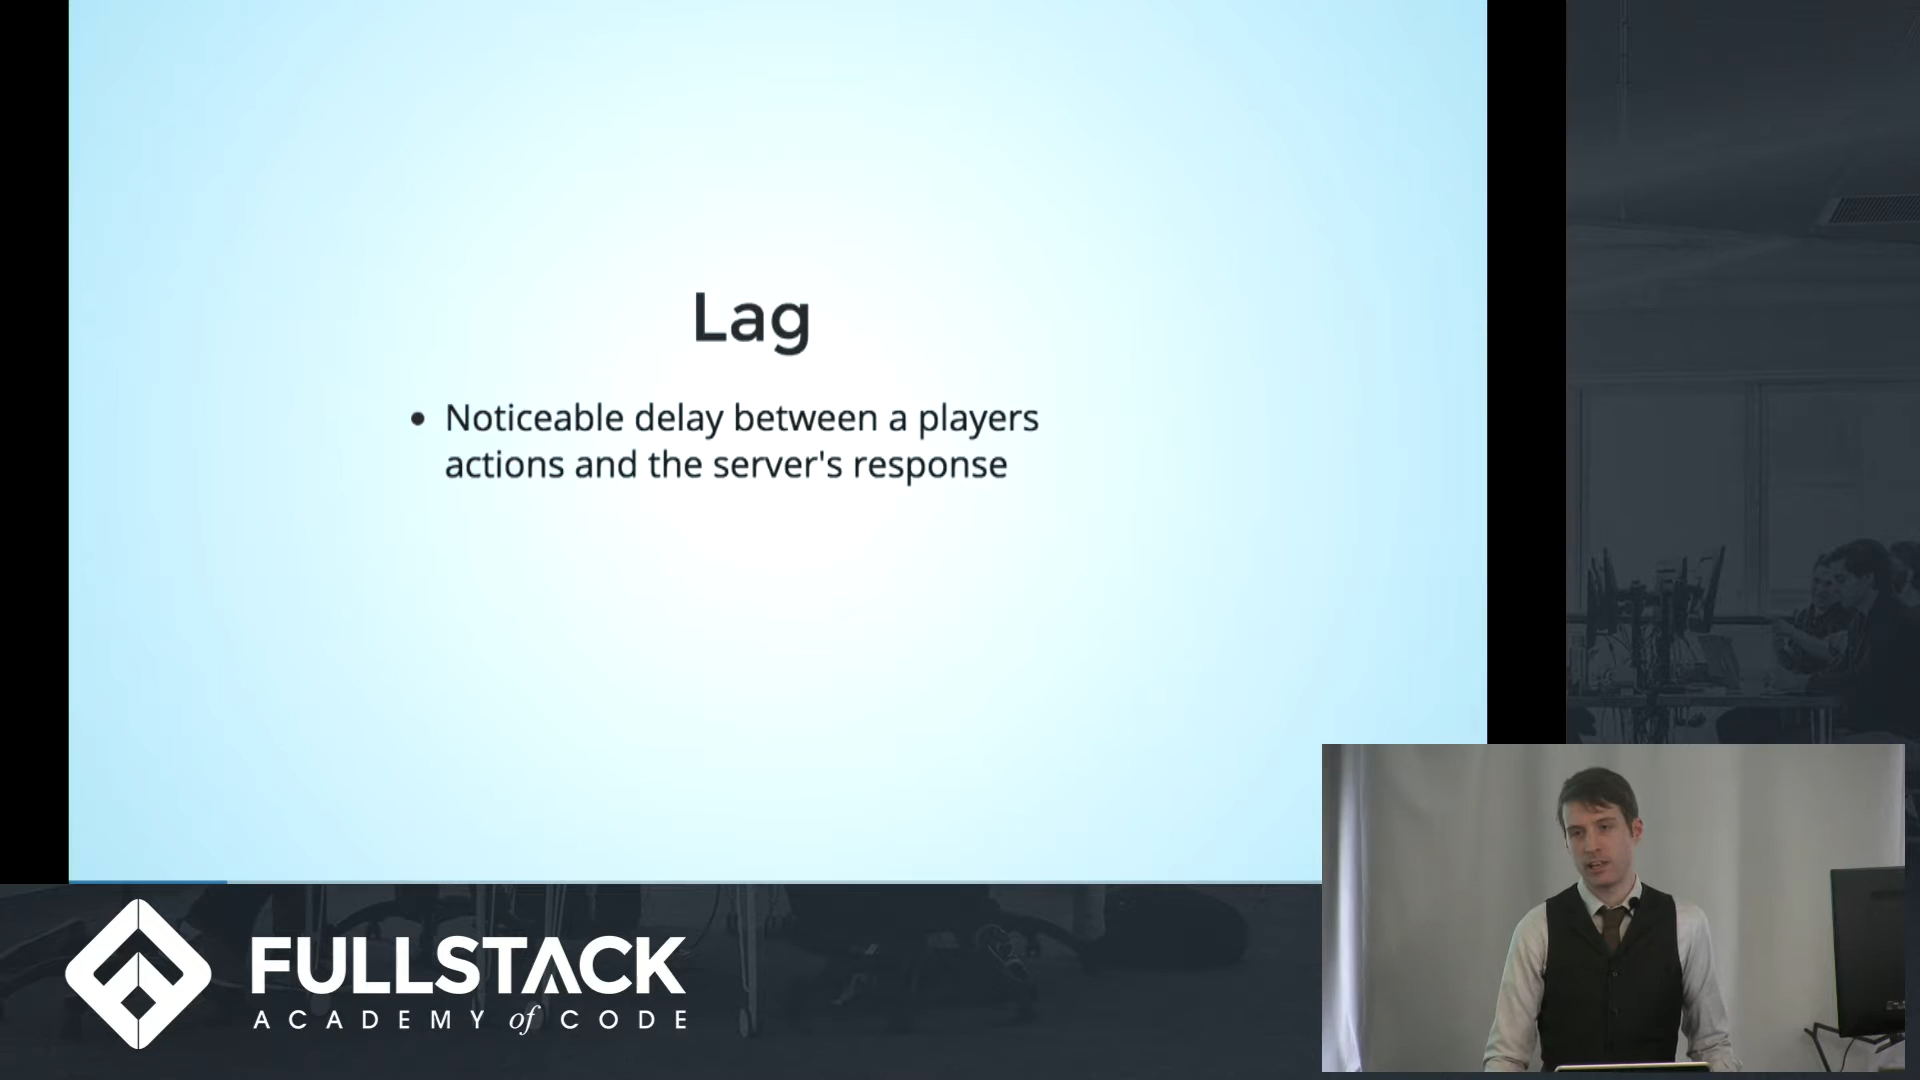 Lag
• Noticeable delay between a players
actions and the server's response
FULLSTACK
ACADEMY of CODE